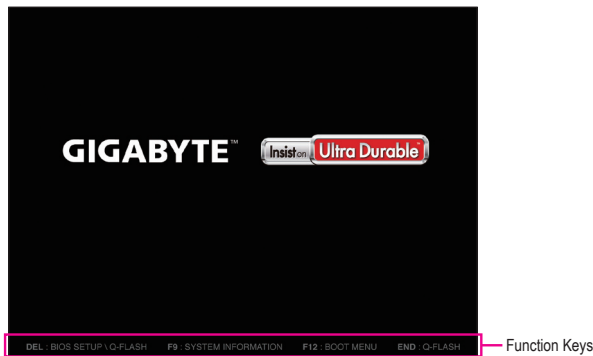 GIGABYTE™ Insist on Ultra Durable™
DEL : BIOS SETUP \ Q-FLASH F9 : SYSTEM INFORMATION F12 : BOOT MENU END : Q-FLASH Function Keys